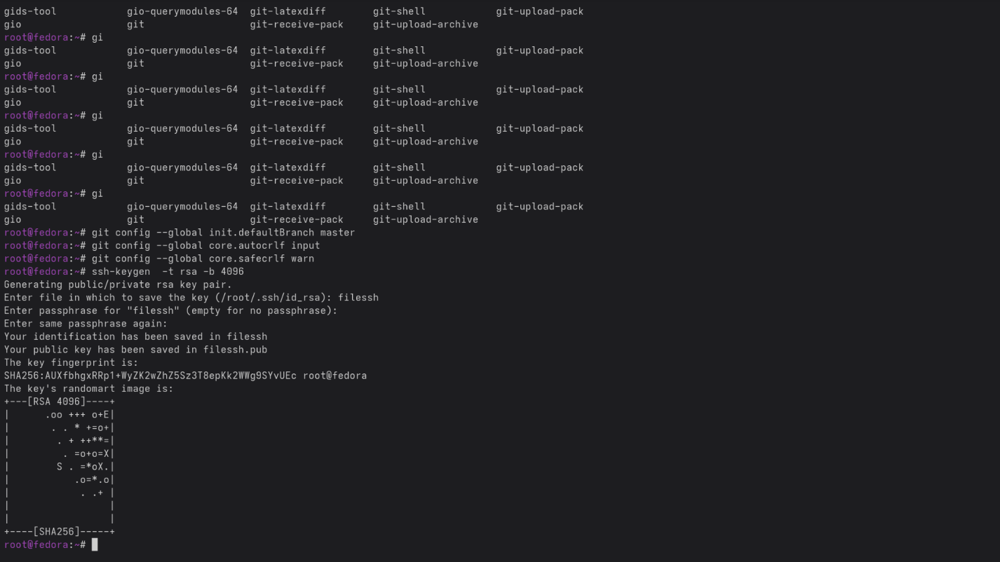 gids-tool            gio-querymodules-64  git-latexdiff        git-shell            git-upload-pack
gio                  git                  git-receive-pack     git-upload-archive
root@fedora:~# gi
gids-tool            gio-querymodules-64  git-latexdiff        git-shell            git-upload-pack
gio                  git                  git-receive-pack     git-upload-archive
root@fedora:~# gi
gids-tool            gio-querymodules-64  git-latexdiff        git-shell            git-upload-pack
gio                  git                  git-receive-pack     git-upload-archive
root@fedora:~# gi
gids-tool            gio-querymodules-64  git-latexdiff        git-shell            git-upload-pack
gio                  git                  git-receive-pack     git-upload-archive
root@fedora:~# gi
gids-tool            gio-querymodules-64  git-latexdiff        git-shell            git-upload-pack
gio                  git                  git-receive-pack     git-upload-archive
root@fedora:~# gi
gids-tool            gio-querymodules-64  git-latexdiff        git-shell            git-upload-pack
gio                  git                  git-receive-pack     git-upload-archive
root@fedora:~# git config --global init.defaultBranch master
root@fedora:~# git config --global core.autocrlf input
root@fedora:~# git config --global core.safecrlf warn
root@fedora:~# ssh-keygen  -t rsa -b 4096
Generating public/private rsa key pair.
Enter file in which to save the key (/root/.ssh/id_rsa): filessh
Enter passphrase for "filessh" (empty for no passphrase):
Enter same passphrase again:
Your identification has been saved in filessh
Your public key has been saved in filessh.pub
The key fingerprint is:
SHA256:AUXfbhgxRRp1+WyZK2wZhZ5Sz3T8epKk2WWg9SYvUEc root@fedora
The key's randomart image is:
+---[RSA 4096]----+
|      .oo +++ o+E|
|       . . * +=o+|
|        . + ++**=|
|         . =o+o=X|
|        S . =*oX.|
|           .o=*.o|
|            . .+ |
|                 |
|                 |
+----[SHA256]-----+
root@fedora:~#